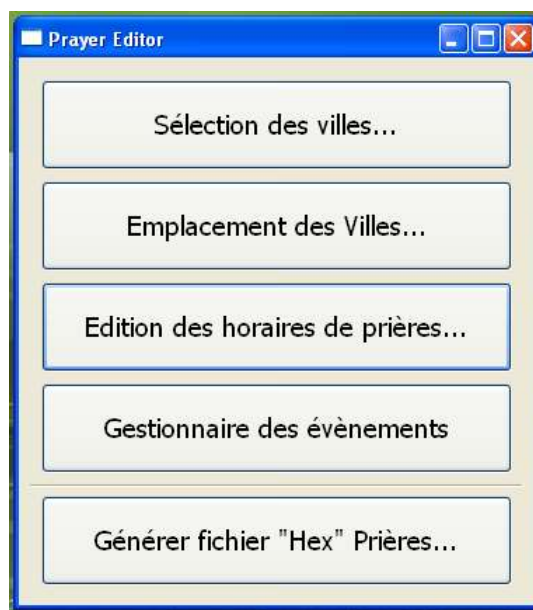 Prayer Editor
Sélection des villes...
Emplacement des Villes...
Edition des horaires de prières...
Gestionnaire des évènements
Générer fichier "Hex" Prières...